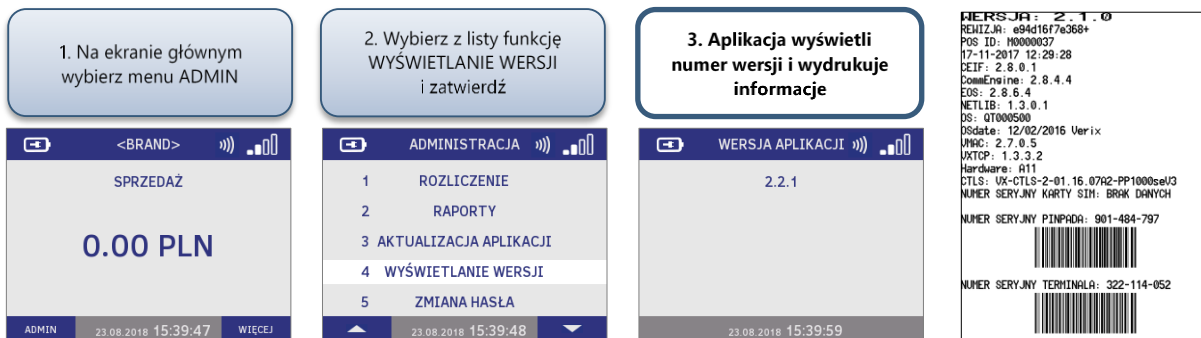 1. Na ekranie głównym
wybierz menu ADMIN
2. Wybierz z listy funkcję
WYŚWIETLANIE WERSJI
i zatwierdź
3. Aplikacja wyświetli
numer wersji i wydrukuje
informacje
<BRAND>
SPRZEDAŻ
0.00 PLN
ADMIN 23.08.2018 15:39:47 WIĘCEJ
ADMINISTRACJA
1 ROZLICZENIE
2 RAPORTY
3 AKTUALIZACJA APLIKACJI
4 WYŚWIETLANIE WERSJI
5 ZMIANA HASŁA
23.08.2018 15:39:48
WERSJA APLIKACJI
2.2.1
23.08.2018 15:39:59
WERSJA: 2.1.0
REWIZJA: e94d16f7e368+
POS ID: M0000037
17-11-2017 12:29:28
CEIF: 2.8.0.1
CommEngine: 2.8.4.4
EOS: 2.8.6.4
NETLIB: 1.3.0.1
OS: QT000500
OSdate: 12/02/2016 Verix
VMAC: 2.7.0.5
VXTCP: 1.3.3.2
Hardware: A11
CTLS: VX-CTLS-2-01.16.07A2-PP1000seV3
NUMER SERYJNY KARTY SIM: BRAK DANYCH
NUMER SERYJNY PINPADA: 901-484-797
NUMER SERYJNY TERMINALA: 322-114-052